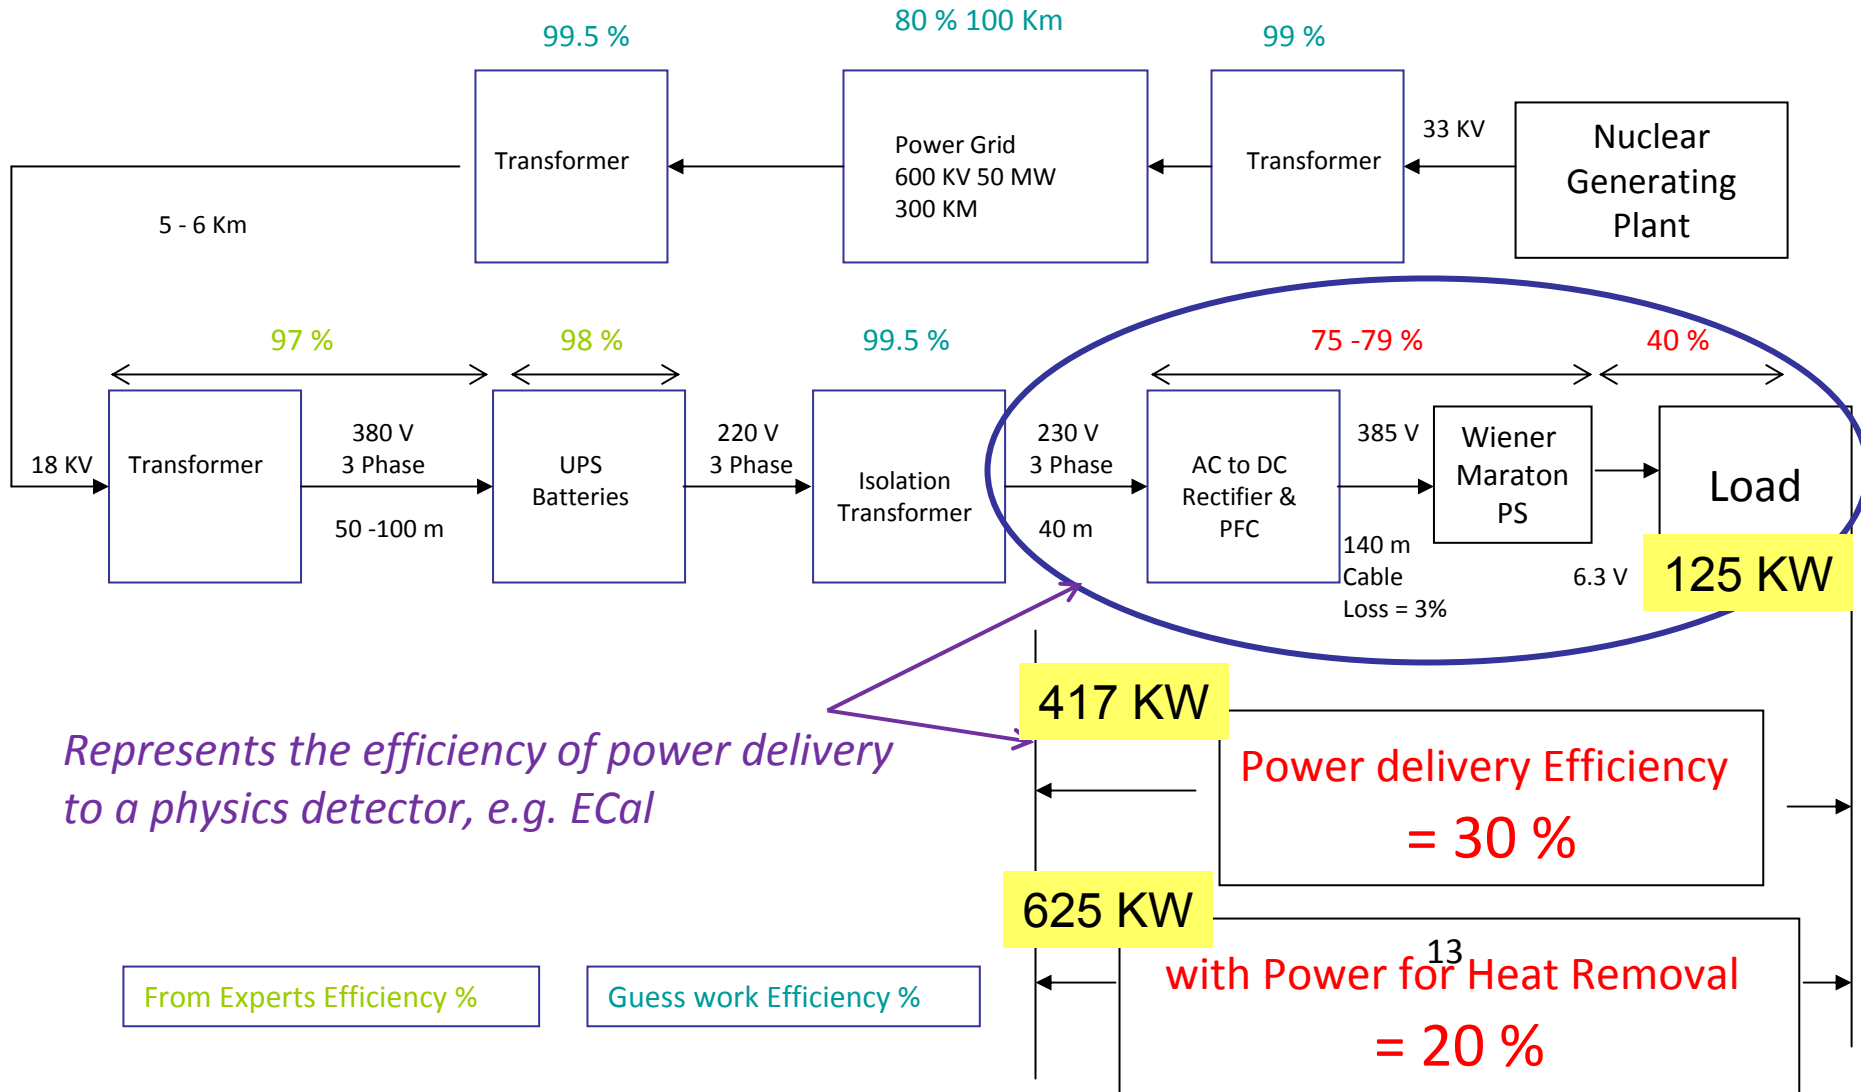 99.5 %
80 % 100 Km
99 %
Transformer
Power Grid
600 KV 50 MW
300 KM
Transformer
33 KV
Nuclear
Generating
Plant
5 - 6 Km
97 %
98 %
99.5 %
75 -79 %
40 %
18 KV
Transformer
380 V
3 Phase
50 -100 m
UPS
Batteries
220 V
3 Phase
Isolation
Transformer
230 V
3 Phase
40 m
AC to DC
Rectifier &
PFC
385 V
140 m
Cable
Loss = 3%
Wiener
Maraton
PS
6.3 V
Load
125 KW
417 KW
Represents the efficiency of power delivery
to a physics detector, e.g. ECal
Power delivery Efficiency
= 30 %
625 KW
13
with Power for Heat Removal
= 20 %
From Experts Efficiency %
Guess work Efficiency %